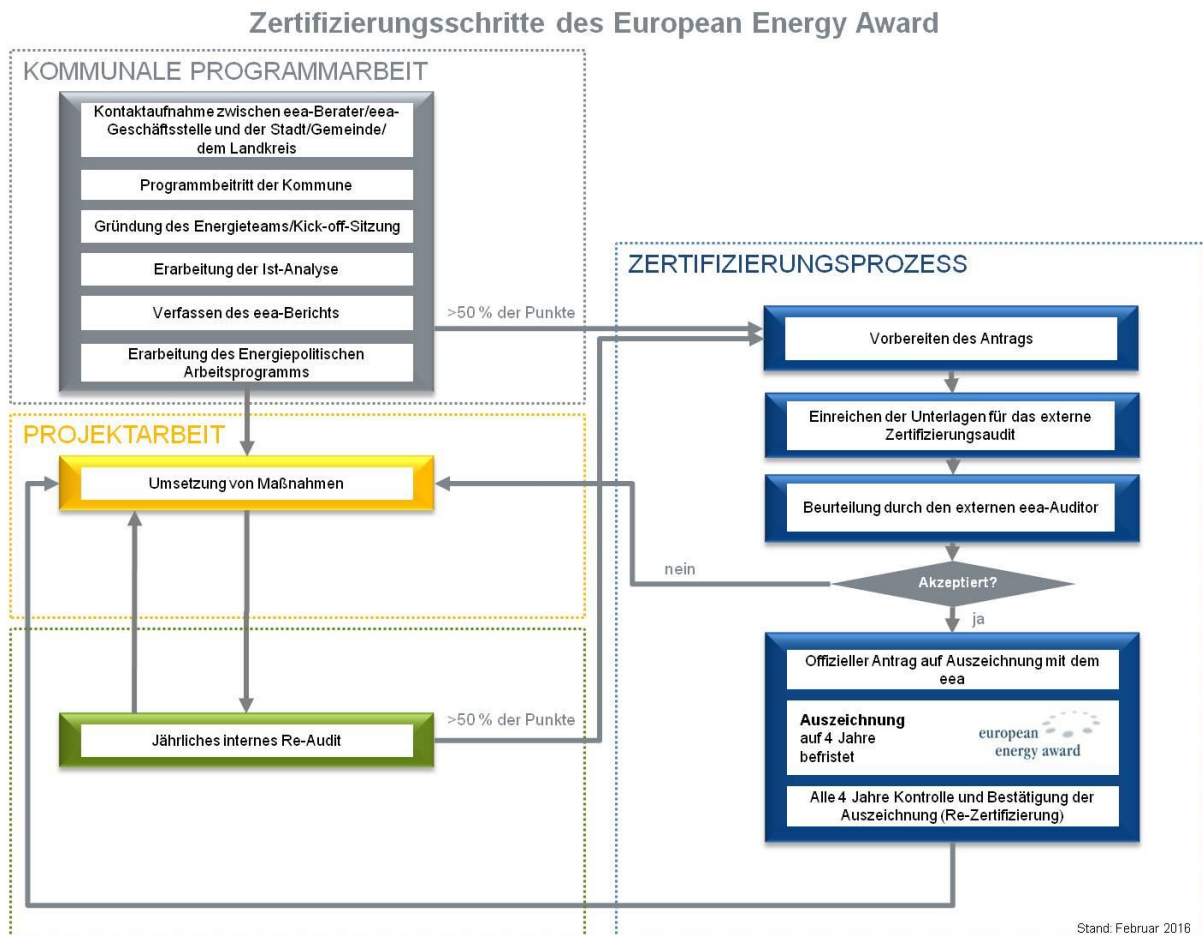 Zertifizierungsschritte des European Energy Award
KOMMUNALE PROGRAMMARBEIT
Kontaktaufnahme zwischen eea-Berater/eea-
Geschäftsstelle und der Stadt/Gemeinde/
dem Landkreis
Programmbeitritt der Kommune
Gründung des Energieteams/Kick-off-Sitzung
Erarbeitung der Ist-Analyse
Verfassen des eea-Berichts
Erarbeitung des Energiepolitischen
Arbeitsprogramms
>50 % der Punkte
PROJEKTARBEIT
Umsetzung von Maßnahmen
Jährliches internes Re-Audit
>50 % der Punkte
ZERTIFIZIERUNGSPROZESS
Vorbereiten des Antrags
Einreichen der Unterlagen für das externe
Zertifizierungsaudit
Beurteilung durch den externen eea-Auditor
Akzeptiert?
nein
ja
Offizieller Antrag auf Auszeichnung mit dem
eea
Auszeichnung
auf 4 Jahre
befristet
european
energy award
Alle 4 Jahre Kontrolle und Bestätigung der
Auszeichnung (Re-Zertifizierung)
Stand: Februar 2016